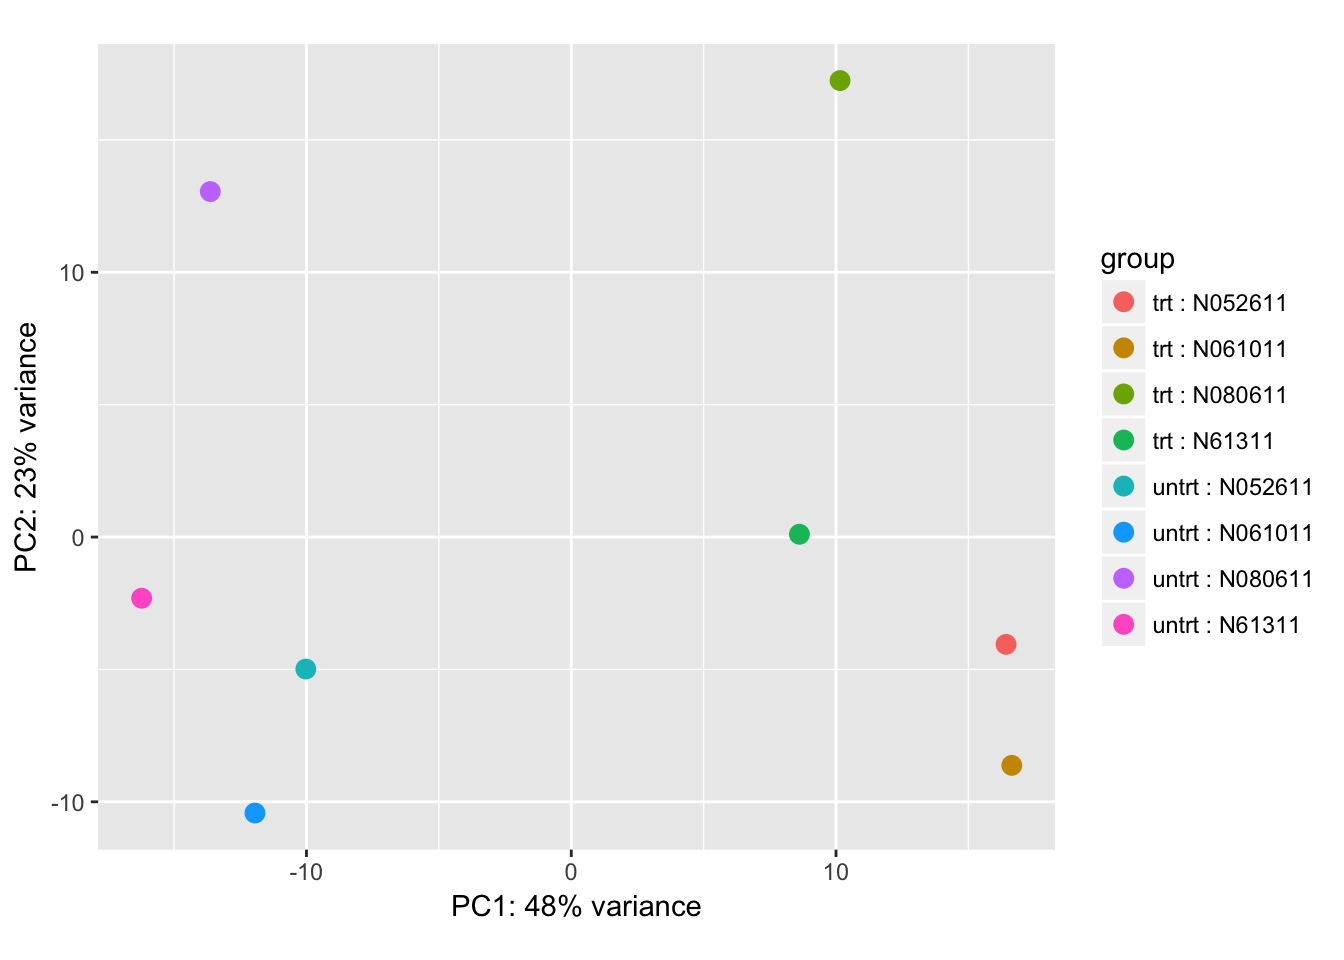 10
0
-10
PC2: 23% variance
-10
0
10
PC1: 48% variance
group
trt : N052611
trt : N061011
trt : N080611
trt : N61311
untrt : N052611
untrt : N061011
untrt : N080611
untrt : N61311